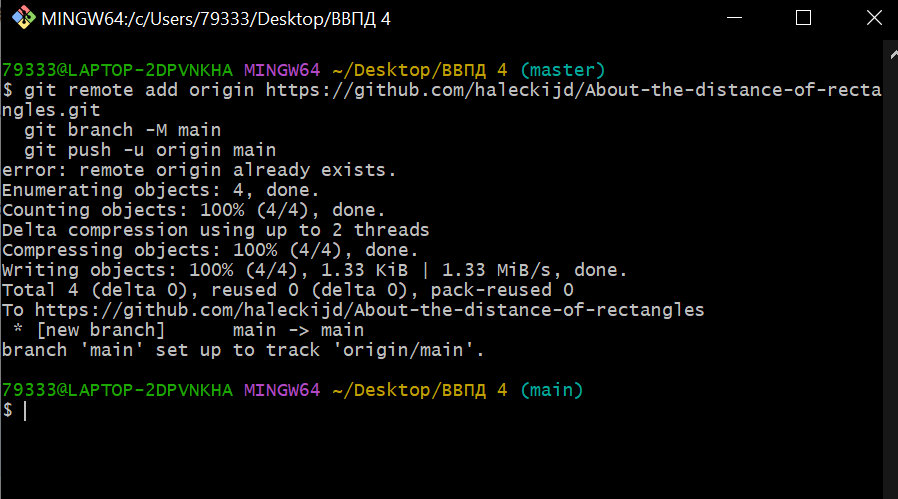 MINGW64:/c/Users/79333/Desktop/ВВПД 4
79333@LAPTOP-2DPVNKHA MINGW64 ~/Desktop/ВВПД 4 (master)
$ git remote add origin https://github.com/haleckijd/About-the-distance-of-recta
ngles.git
  git branch -M main
  git push -u origin main
error: remote origin already exists.
Enumerating objects: 4, done.
Counting objects: 100% (4/4), done.
Delta compression using up to 2 threads
Compressing objects: 100% (4/4), done.
Writing objects: 100% (4/4), 1.33 KiB | 1.33 MiB/s, done.
Total 4 (delta 0), reused 0 (delta 0), pack-reused 0
To https://github.com/haleckijd/About-the-distance-of-rectangles
 * [new branch]      main -> main
branch 'main' set up to track 'origin/main'.
79333@LAPTOP-2DPVNKHA MINGW64 ~/Desktop/ВВПД 4 (main)
$